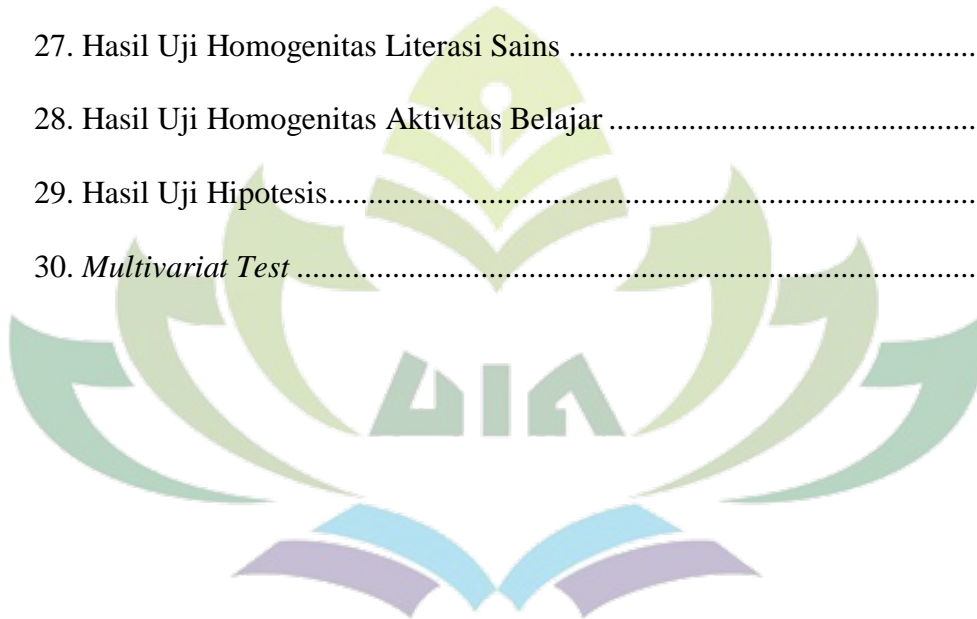 27. Hasil Uji Homogenitas Literasi Sains ............................................
28. Hasil Uji Homogenitas Aktivitas Belajar .......................................
29. Hasil Uji Hipotesis........................................................................
30. Multivariat Test ............................................................................
UIN